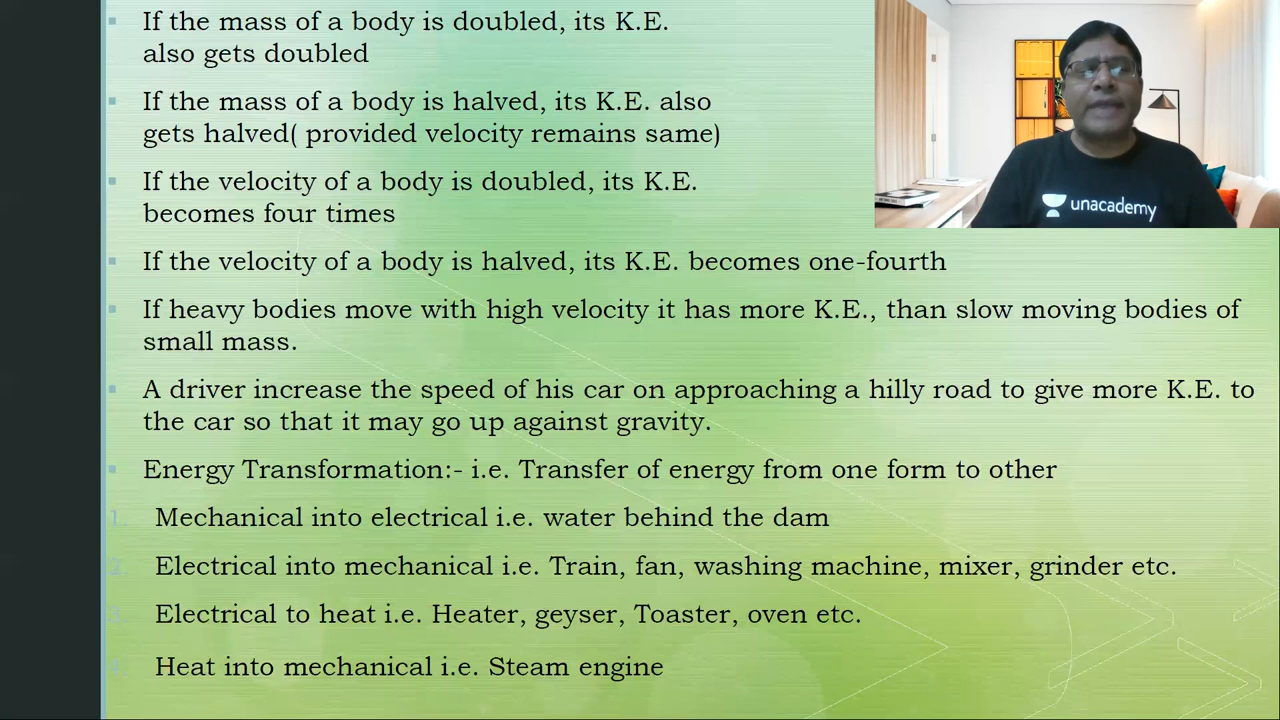 If the mass of a body is doubled, its K.E.
also gets doubled
If the mass of a body is halved, its K.E. also
gets halved( provided velocity remains same)
If the velocity of a body is doubled, its K.E.
becomes four times
If the velocity of a body is halved, its K.E. becomes one-fourth
If heavy bodies move with high velocity it has more K.E., than slow moving bodies of
small mass.
A driver increase the speed of his car on approaching a hilly road to give more K.E. to
the car so that it may go up against gravity.
Energy Transformation:- i.e. Transfer of energy from one form to other
1. Mechanical into electrical i.e. water behind the dam
2. Electrical into mechanical i.e. Train, fan, washing machine, mixer, grinder etc.
3. Electrical to heat i.e. Heater, geyser, Toaster, oven etc.
4. Heat into mechanical i.e. Steam engine
unacademy